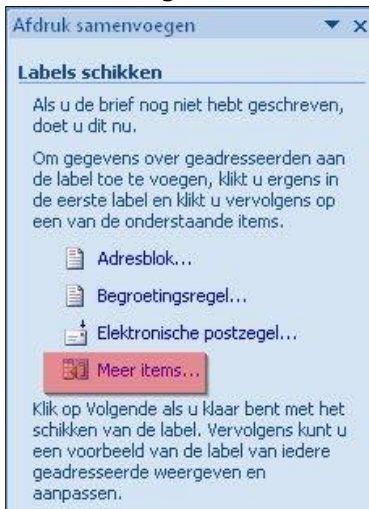 Afdruk samenvoegen
Labels schikken
Als u de brief nog niet hebt geschreven,
doet u dit nu.
Om gegevens over geadresseerden aan
de label toe te voegen, klikt u ergens in
de eerste label en klikt u vervolgens op
een van de onderstaande items.
Adresblok...
Begroetingsregel...
Elektronische postzegel...
Meer items...
Klik op Volgende als u klaar bent met het
schikken van de label. Vervolgens kunt u
een voorbeeld van de label van iedere
geadresseerde weergeven en
aanpassen.